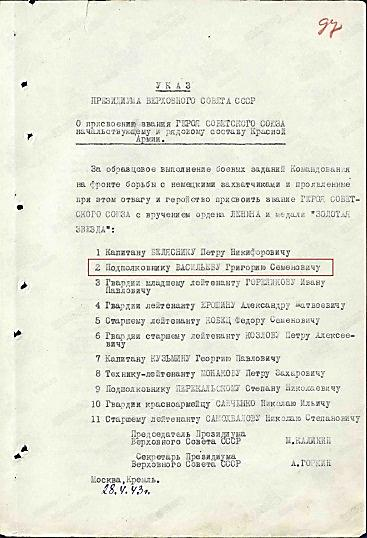 97
УКАЗ
ПРЕЗИДИУМА ВЕРХОВНОГО СОВЕТА СССР
О присвоении звания ГЕРОЯ СОВЕТСКОГО СОЮЗА
начальствующему и рядовому составу Красной
Армии.
За образцовое выполнение боевых заданий Командования
на фронте борьбы с немецкими захватчиками и проявленные
при этом отвагу и геройство присвоить звание ГЕРОЯ СОВЕТ-
СКОГО СОЮЗА с вручением ордена ЛЕНИНА и медали "ЗОЛОТАЯ
ЗВЕЗДА":
1 Капитану БЕЛЯСНИКУ Петру Никифоровичу
2 Подполковнику ВАСИЛЬЕВУ Григорию Семеновичу
3 Гвардии младшему лейтенанту ГОРЕЛИКОВУ Ивану
Павловичу
4 Гвардии лейтенанту ЕРОШИНУ Александру Матвеевичу
5 Старшему лейтенанту КОБЕЦ Федору Семеновичу
6 Гвардии старшему лейтенанту КОЗЛОВУ Петру Алексее-
вичу
7 Капитану КУЗЬМИНУ Георгию Павловичу
8 Технику-лейтенанту МОНАКОВУ Петру Захаровичу
9 Подполковнику ПЕРЕКАЛЬСКОМУ Степану Николаевичу
10 Гвардии красноармейцу САВЧЕНКО Николаю Ильичу
11 Старшему лейтенанту САМОХВАЛОВУ Николаю Степановичу
Председатель Президиума
Верховного Совета СССР М.КАЛИНИН
Секретарь Президиума
Верховного Совета СССР А.ГОРКИН
Москва, Кремль.
28.4.43г.